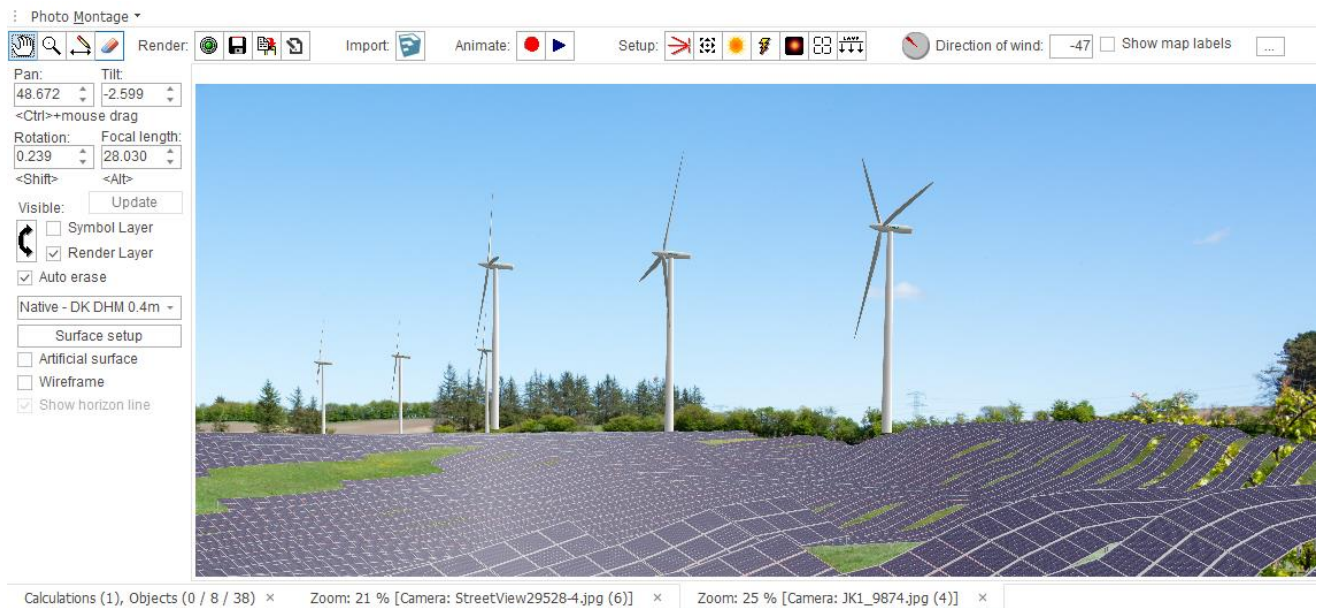 Photo Montage
Render: Import: Animate: Setup: LAMP Direction of wind: -47 Show map labels ...
Pan: Tilt:
48.672 -2.599
<Ctrl>+mouse drag
Rotation: Focal length:
0.239 28.030
<Shift> <Alt>
Visible: Update
Symbol Layer
Render Layer
Auto erase
Native - DK DHM 0.4m
Surface setup
Artificial surface
Wireframe
Show horizon line
Calculations (1), Objects (0 / 8 / 38) × Zoom: 21 % [Camera: StreetView29528-4.jpg (6)] × Zoom: 25 % [Camera: JK1_9874.jpg (4)] ×